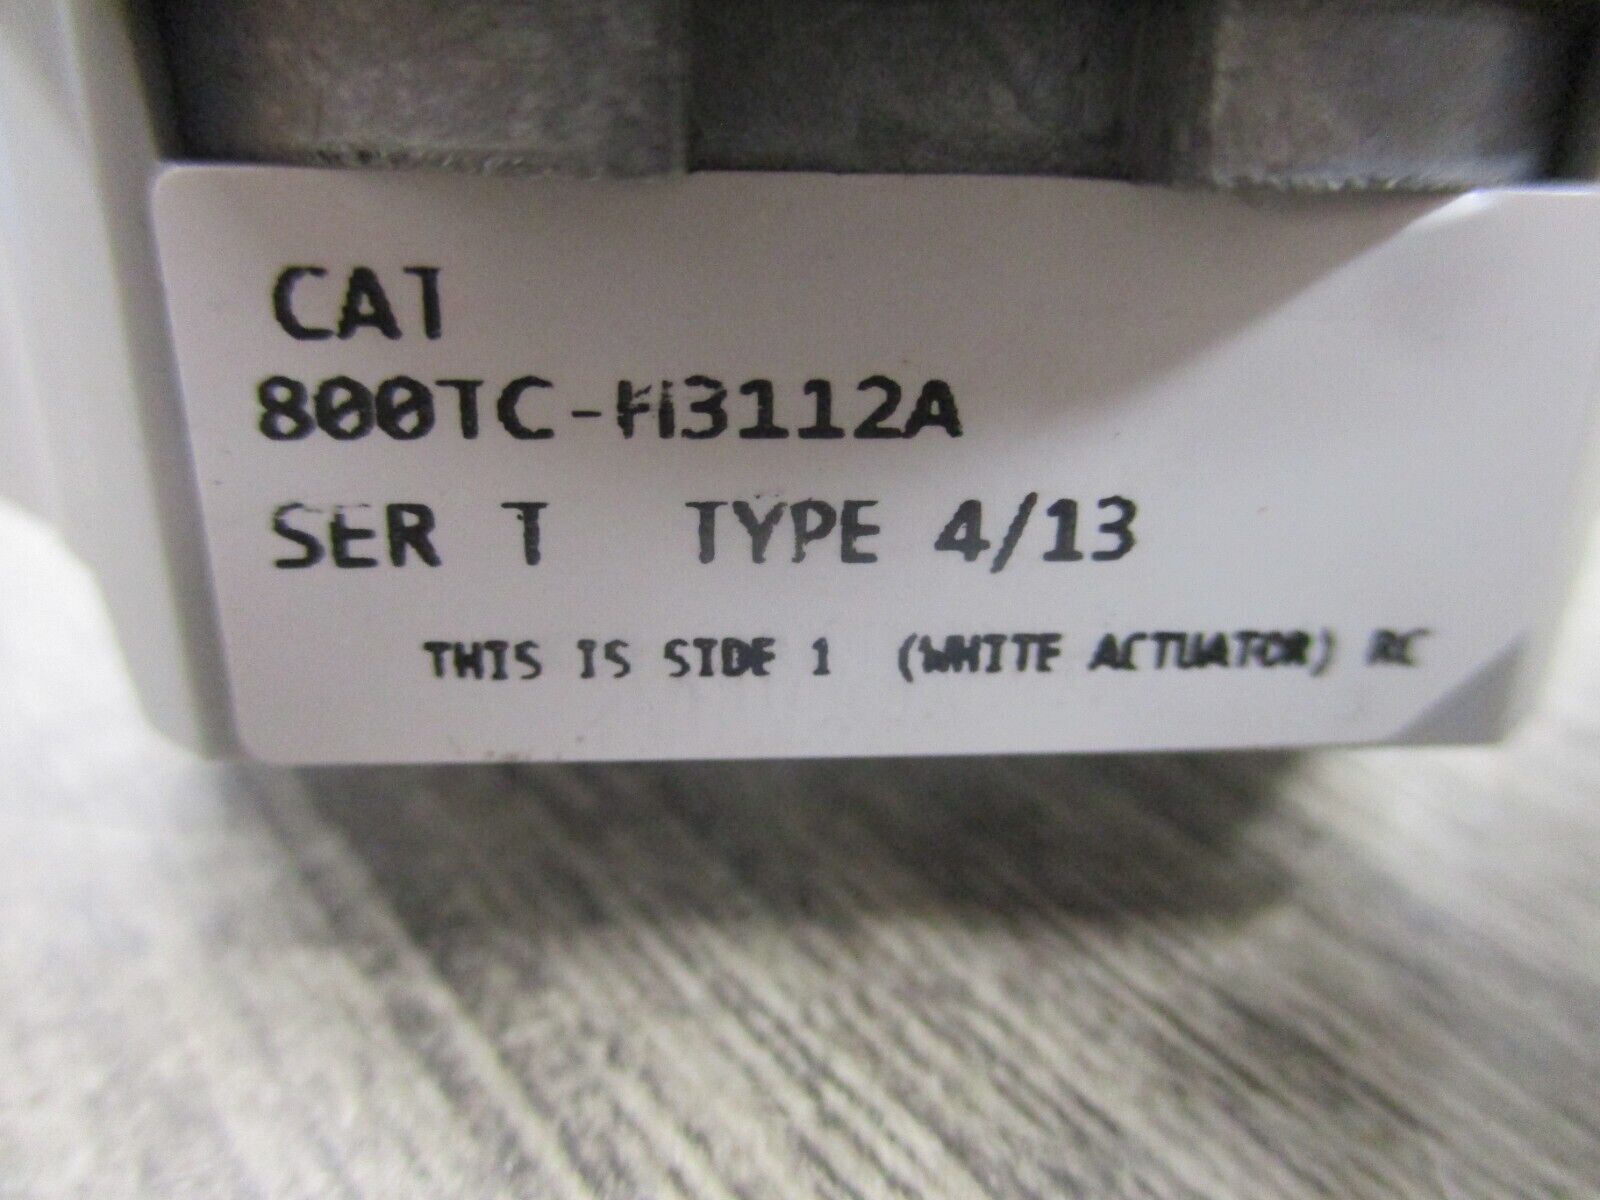 CAT
800TC-H3112A
SER T TYPE 4/13
THIS IS SIDE 1 (WHITE ACTUATOR) RC